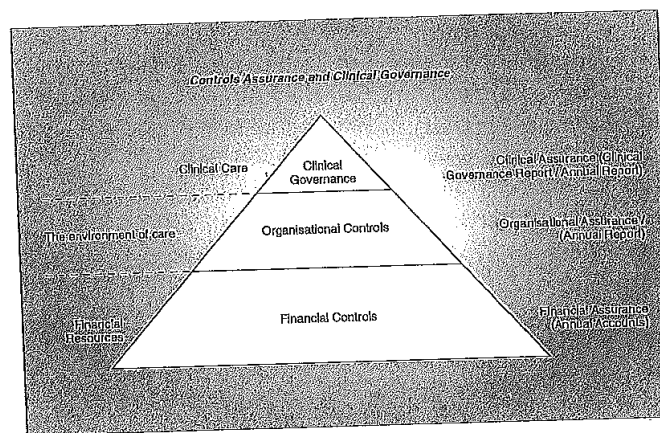 Controls Assurance and Clinical Governance
Clinical Care
Clinical
Governance
Clinical Assurance (Clinical
Governance Report / Annual Report)
The environment of care
Organisational Controls
Organisational Assurance /
(Annual Report)
Financial
Resources
Financial Controls
Financial Assurance
(Annual Accounts)